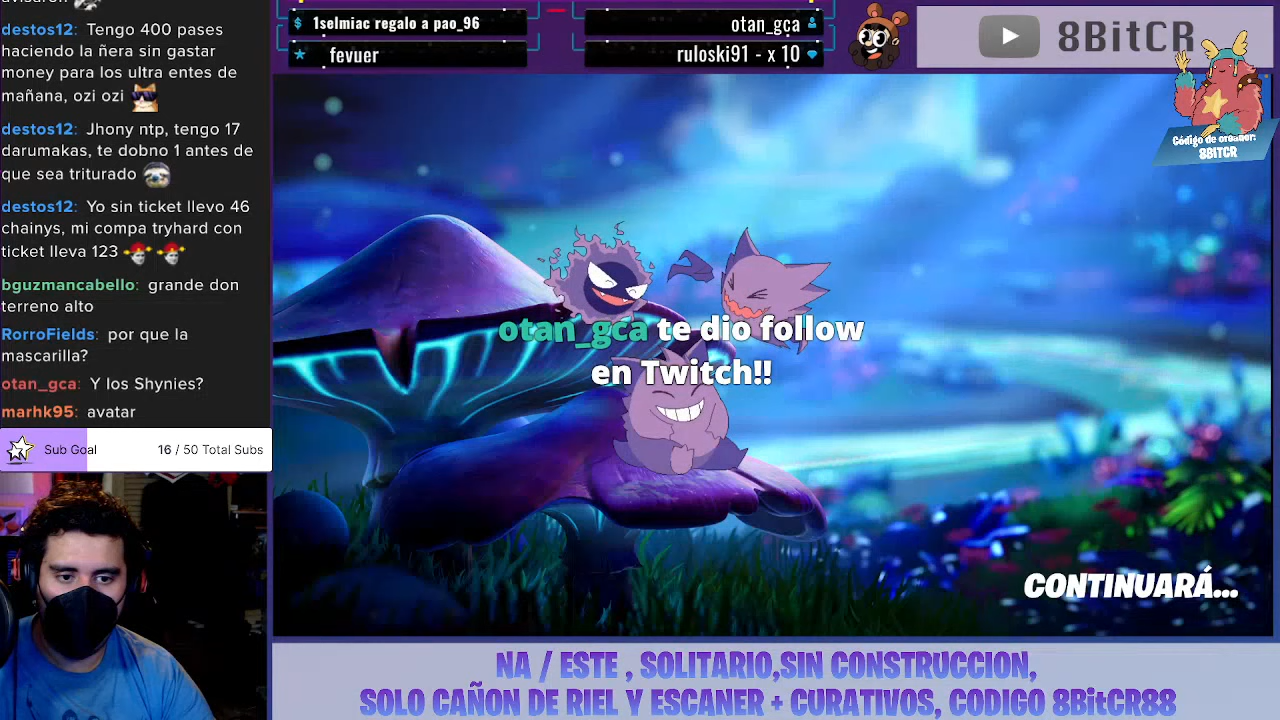 destos12: Tengo 400 pases
haciendo la ñera sin gastar
money para los ultra entes de
mañana, ozi ozi
destos12: Jhony ntp, tengo 17
darumakas, te dobno 1 antes de
que sea triturado
destos12: Yo sin ticket llevo 46
chainys, mi compa tryhard con
ticket lleva 123
bguzmancabello: grande don
terreno alto
RorroFields: por que la
mascarilla?
otan_gca: Y los Shynies?
marhk95: avatar
Sub Goal 16 / 50 Total Subs
1selmiac regalo a pao_96
fevuer
otan_gca
ruloski91 - x 10
8BitCR
Código de creador:
8BITCR
otan_gca te dio follow
en Twitch!!
CONTINUARÁ...
NA / ESTE , SOLITARIO,SIN CONSTRUCCION,
SOLO CAÑON DE RIEL Y ESCANER + CURATIVOS, CODIGO 8BitCR88